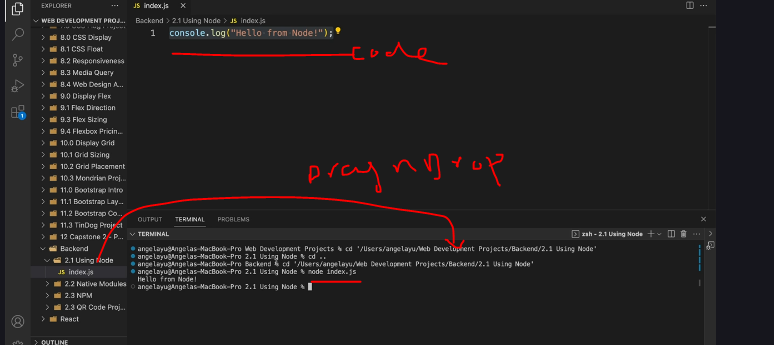 EXPLORER
WEB DEVELOPMENT PROJ...
8.0 CSS Display
8.1 CSS Float
8.2 Responsiveness
8.3 Media Query
8.4 Web Design A...
9.0 Display Flex
9.1 Flex Direction
9.3 Flex Sizing
9.4 Flexbox Pricin...
10.0 Display Grid
10.1 Grid Sizing
10.2 Grid Placement
10.3 Mondrian Proj...
11.0 Bootstrap Intro
11.1 Bootstrap Lay...
11.2 Bootstrap Co...
11.3 TinDog Project
12 Capstone 2 - P...
Backend
2.1 Using Node
JS index.js
2.2 Native Modules
2.3 NPM
2.3 QR Code Proj...
React
OUTLINE
1
JS index.js
Backend > 2.1 Using Node > JS index.js
1 console.log("Hello from Node!");
code
Drag n Drop
OUTPUT TERMINAL PROBLEMS
TERMINAL
zsh - 2.1 Using Node
angelayu@Angelas-MacBook-Pro Web Development Projects % cd '/Users/angelayu/Web Development Projects/Backend/2.1 Using Node'
angelayu@Angelas-MacBook-Pro 2.1 Using Node % cd ..
angelayu@Angelas-MacBook-Pro Backend % cd '/Users/angelayu/Web Development Projects/Backend/2.1 Using Node'
angelayu@Angelas-MacBook-Pro 2.1 Using Node % node index.js
Hello from Node!
angelayu@Angelas-MacBook-Pro 2.1 Using Node %